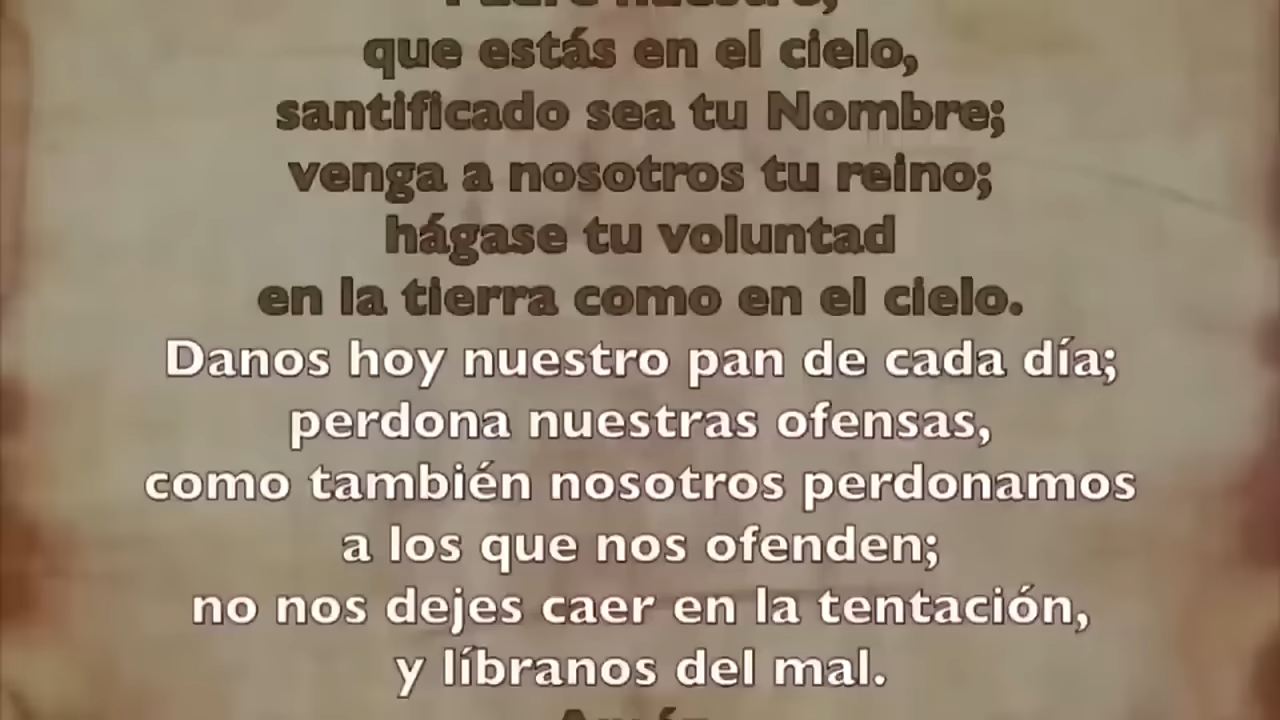 que estás en el cielo,
santificado sea tu Nombre;
venga a nosotros tu reino;
hágase tu voluntad
en la tierra como en el cielo.
Danos hoy nuestro pan de cada día;
perdona nuestras ofensas,
como también nosotros perdonamos
a los que nos ofenden;
no nos dejes caer en la tentación,
y líbranos del mal.